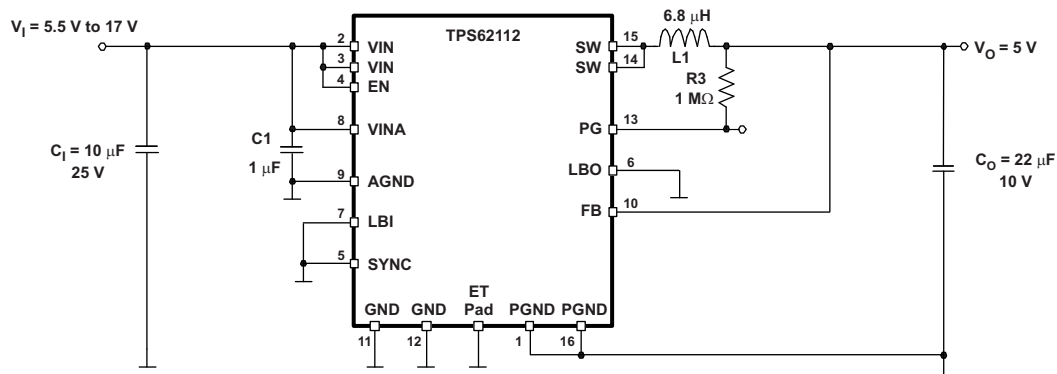 V_I = 5.5 V to 17 V
TPS62112
6.8 μH
L1
V_O = 5 V
2 VIN
3 VIN
4 EN
8 VINA
9 AGND
7 LBI
5 SYNC
SW 15
SW 14
PG 13
LBO 6
FB 10
R3
1 MΩ
C_I = 10 μF
25 V
C1
1 μF
C_O = 22 μF
10 V
GND GND ET Pad PGND PGND
11 12 1 16